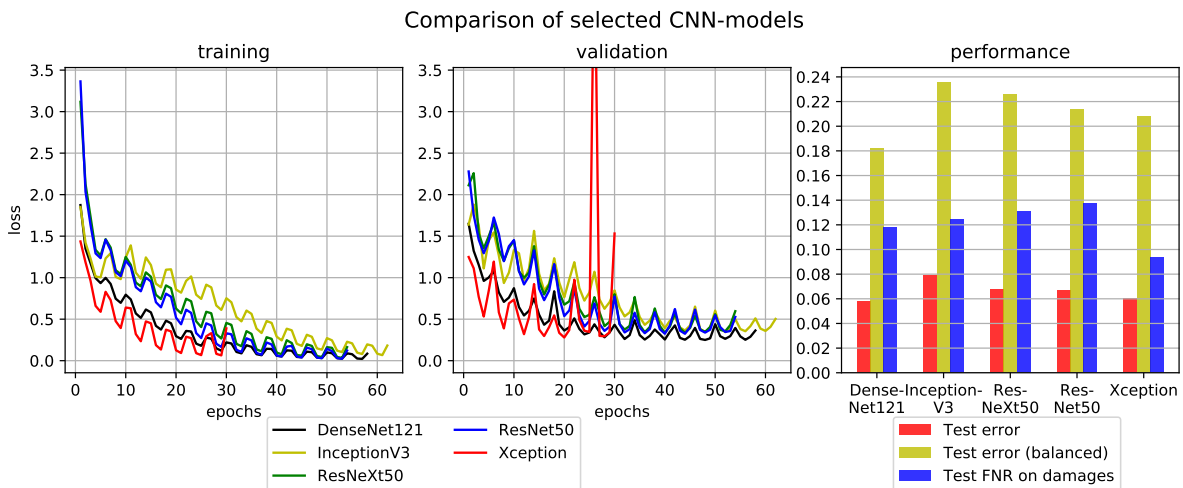 Comparison of selected CNN-models
training
validation
performance
3.5
3.0
2.5
2.0
1.5
1.0
0.5
0.0
loss
0 10 20 30 40 50 60
epochs
3.5
3.0
2.5
2.0
1.5
1.0
0.5
0.0
0 10 20 30 40 50 60
epochs
0.24
0.22
0.20
0.18
0.16
0.14
0.12
0.10
0.08
0.06
0.04
0.02
0.00
Dense- Inception- Res- Res- Xception
Net121 V3 NeXt50 Net50
DenseNet121
InceptionV3
ResNeXt50
ResNet50
Xception
Test error
Test error (balanced)
Test FNR on damages